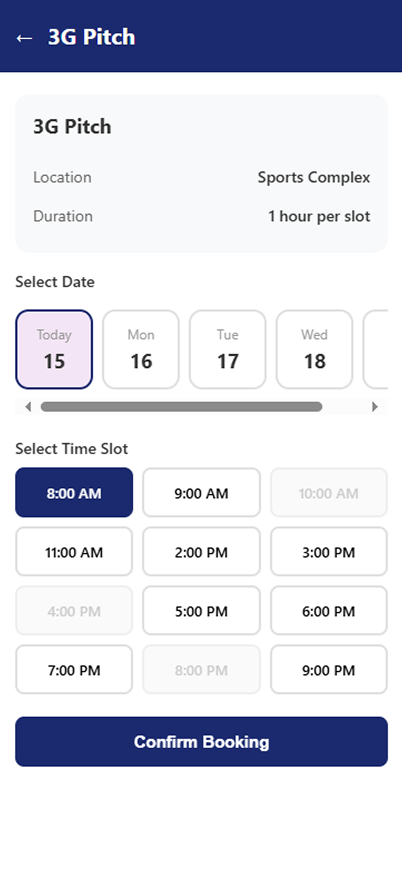 ← 3G Pitch
3G Pitch
Location Sports Complex
Duration 1 hour per slot
Select Date
Today Mon Tue Wed
15 16 17 18
Select Time Slot
8:00 AM 9:00 AM 10:00 AM
11:00 AM 2:00 PM 3:00 PM
4:00 PM 5:00 PM 6:00 PM
7:00 PM 8:00 PM 9:00 PM
Confirm Booking